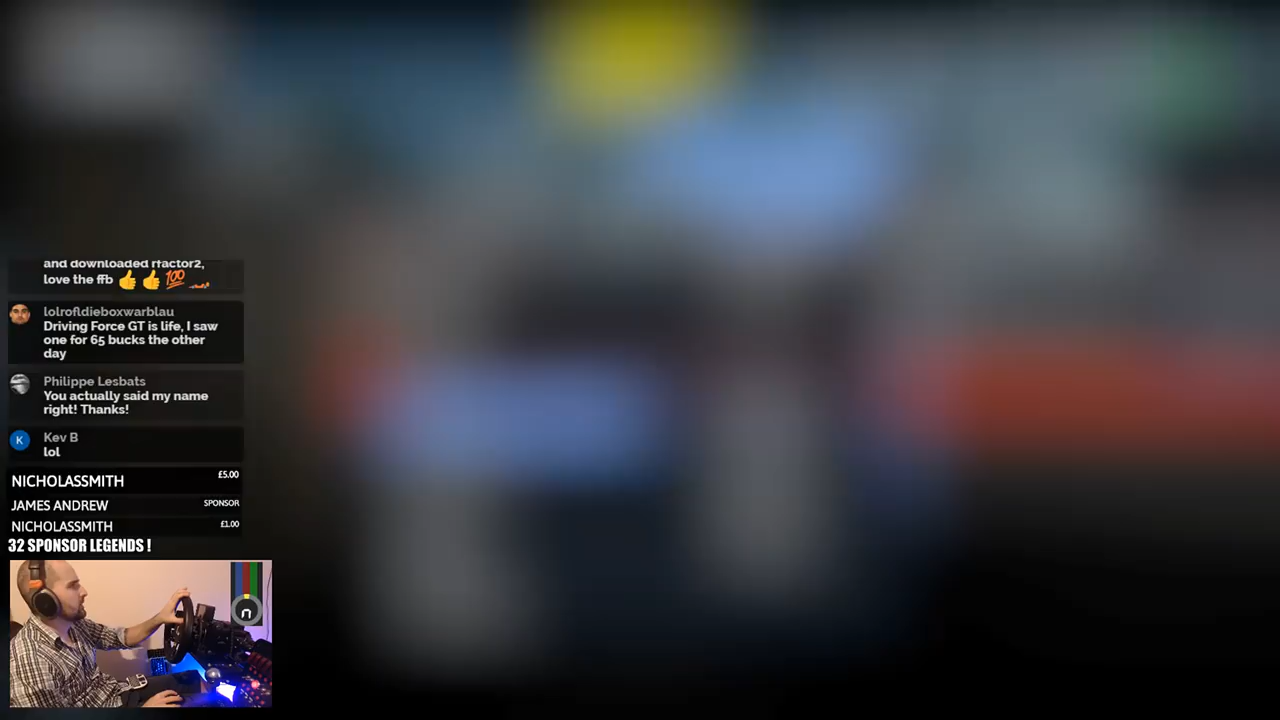 and downloaded rfactor2,
love the ffb 👍 👍 💯
lolrofldieboxwarblau
Driving Force GT is life, I saw
one for 65 bucks the other
day
Philippe Lesbats
You actually said my name
right! Thanks!
K
Kev B
lol
NICHOLASSMITH £5.00
JAMES ANDREW SPONSOR
NICHOLASSMITH £1.00
32 SPONSOR LEGENDS !
n